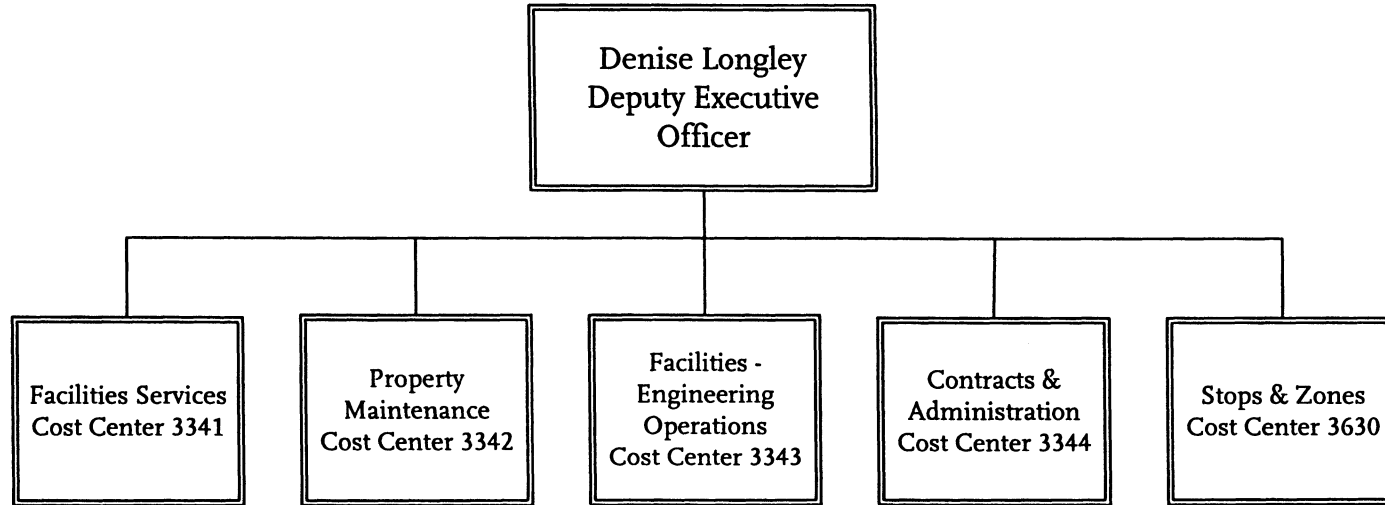 Denise Longley
Deputy Executive
Officer
Facilities Services
Cost Center 3341
Property
Maintenance
Cost Center 3342
Facilities -
Engineering
Operations
Cost Center 3343
Contracts &
Administration
Cost Center 3344
Stops & Zones
Cost Center 3630